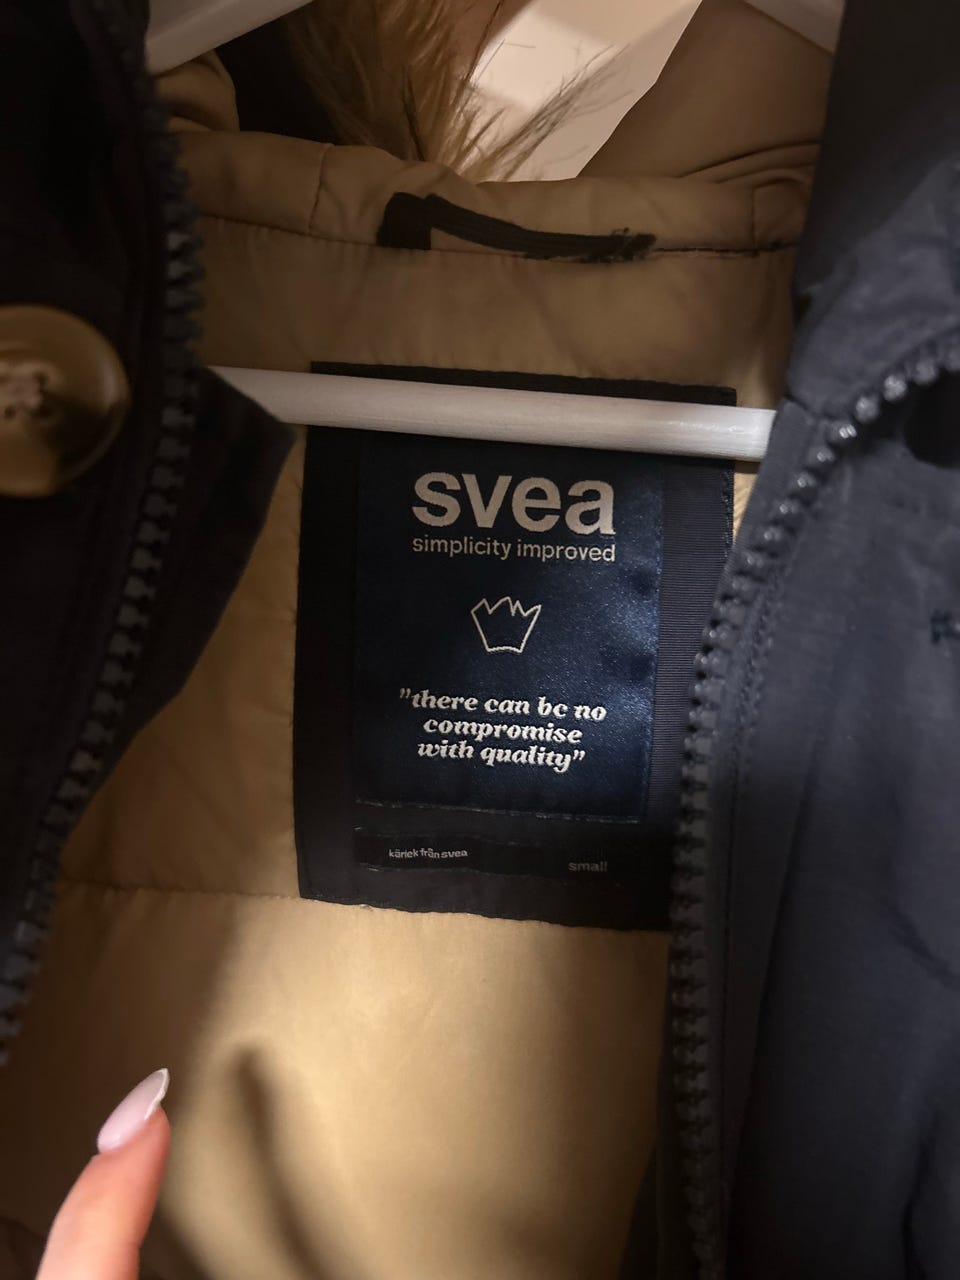 svea
simplicity improved
"there can be no
compromise
with quality"
kärlek från svea
small